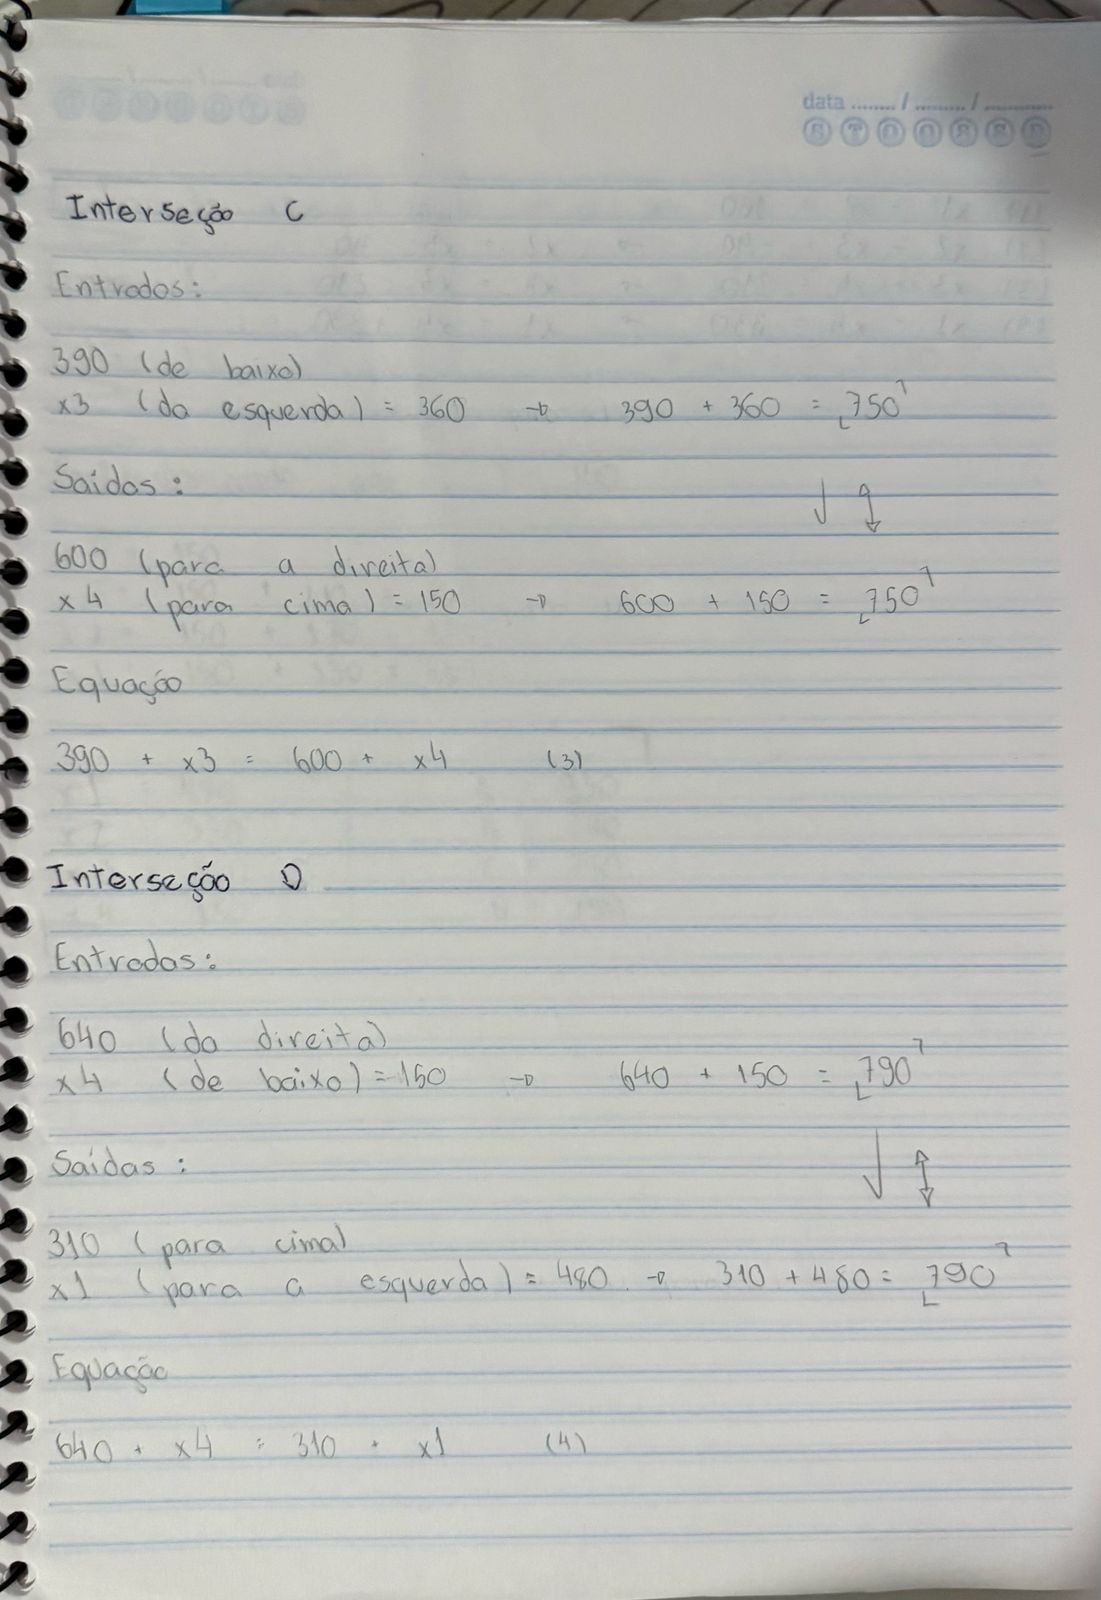 data ........ / ........ / ............
S T Q Q S S D
Interseção C
Entradas:
390 (de baixo)
x3 (da esquerda) = 360 → 390 + 360 = 750
Saídas:
600 (para a direita)
x4 (para cima) = 150 → 600 + 150 = 750
Equação
390 + x3 = 600 + x4 (3)
Interseção D
Entradas:
640 (da direita)
x4 (de baixo) = 150 → 640 + 150 = 790
Saídas:
310 (para cima)
x1 (para a esquerda) = 480 → 310 + 480 = 790
Equação
640 + x4 = 310 + x1 (4)